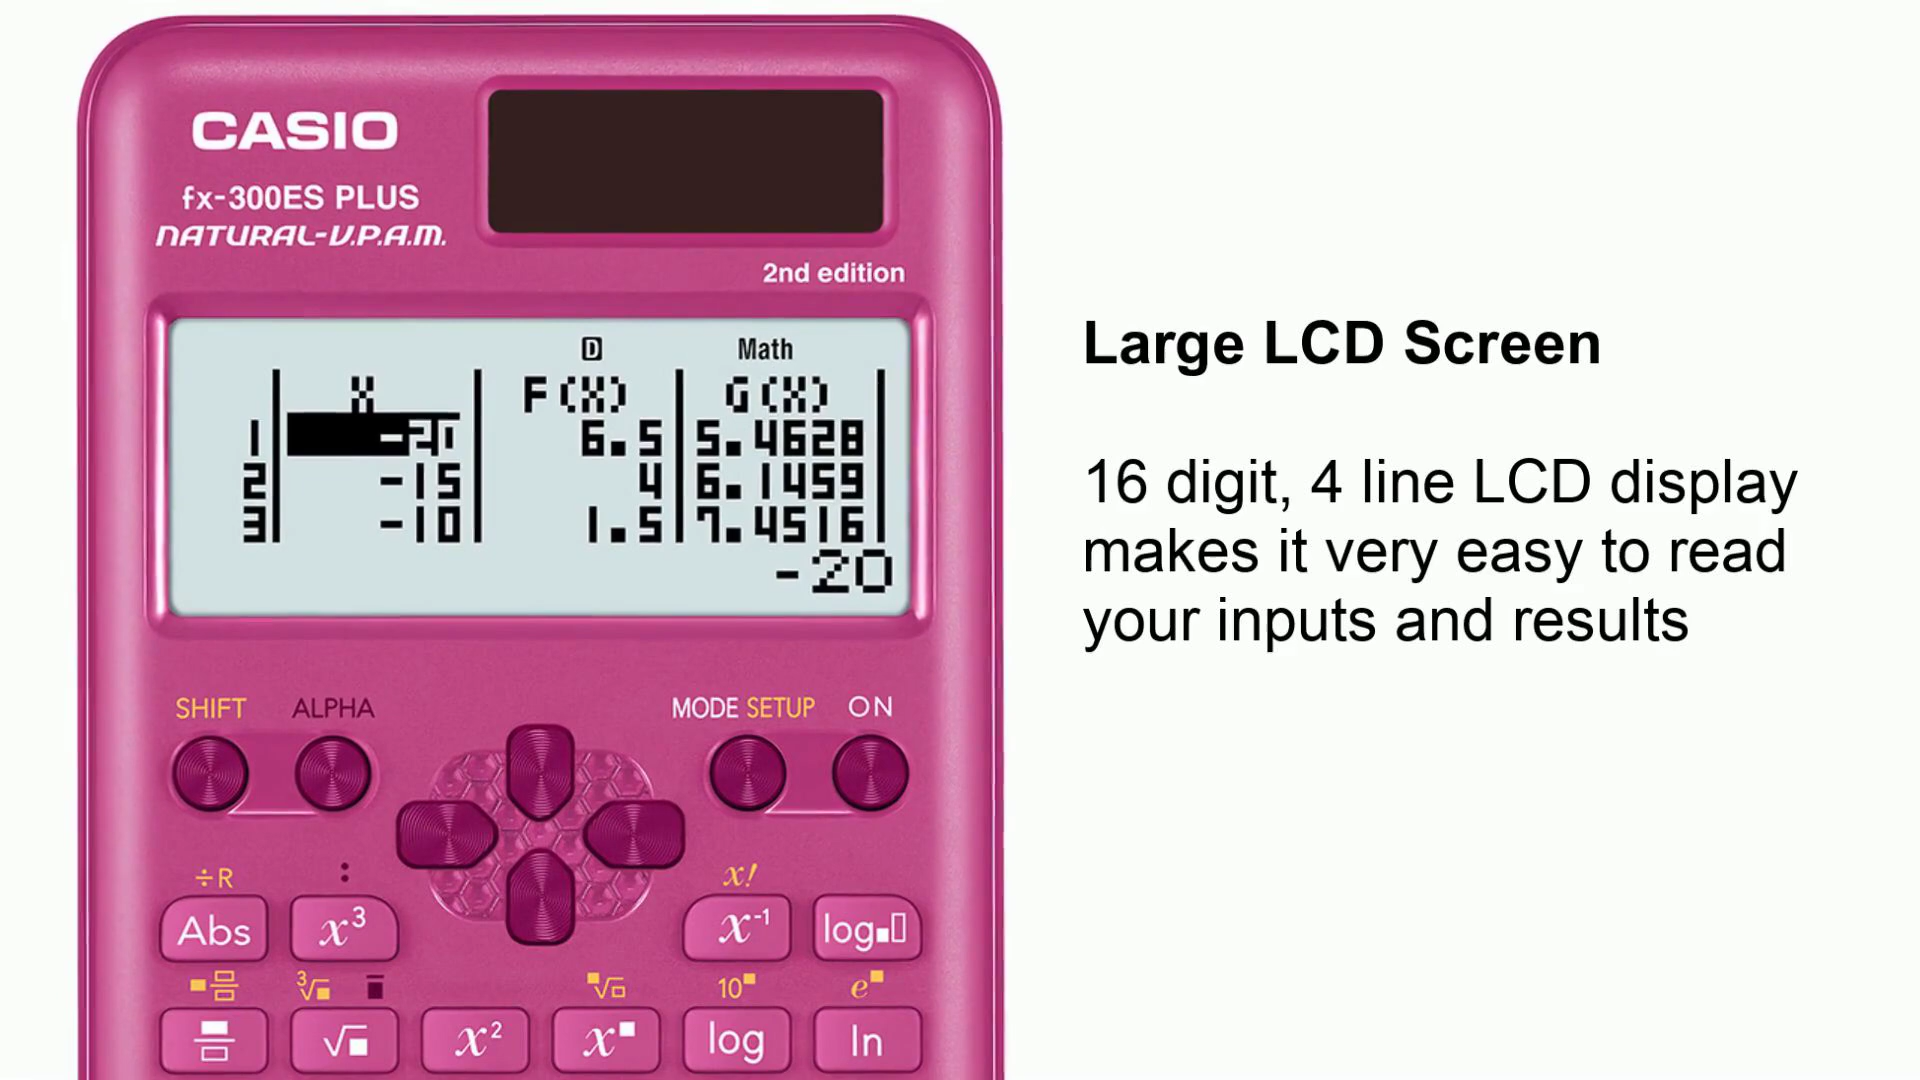 CASIO
fx-300ES PLUS
NATURAL-V.P.A.M.
2nd edition
D Math
X F(X) G(X)
1 6.5 5.4628
2 -15 4 6.1459
3 -10 1.5 7.4516
-20
Large LCD Screen
16 digit, 4 line LCD display
makes it very easy to read
your inputs and results
SHIFT ALPHA MODE SETUP ON
÷R : x!
Abs x³ x⁻¹ log▪▯
³√▪ ▪√▫ 10▪ e▪
√▪ x² x▪ log ln